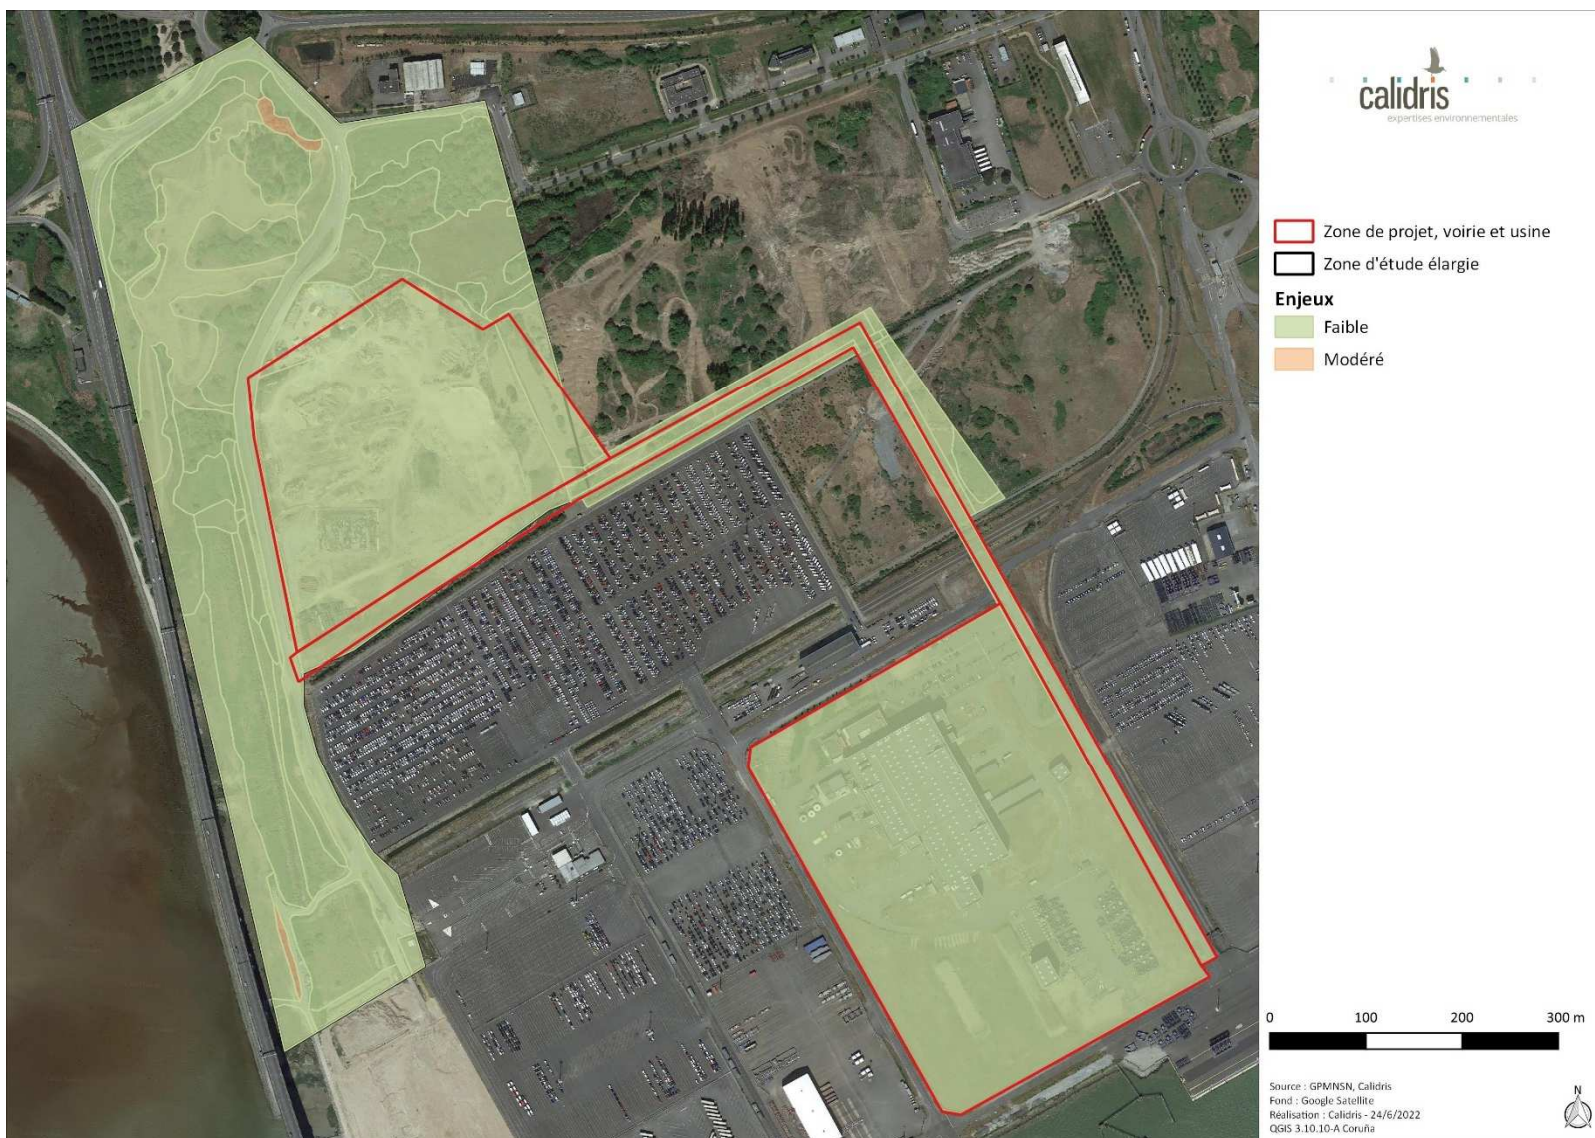 calidris
expertises environnementales
Zone de projet, voirie et usine
Zone d'étude élargie
Enjeux
Faible
Modéré
0 100 200 300 m
Source : GPMNSN, Calidris
Fond : Google Satellite
Réalisation : Calidris - 24/6/2022
QGIS 3.10.10-A Coruña
N